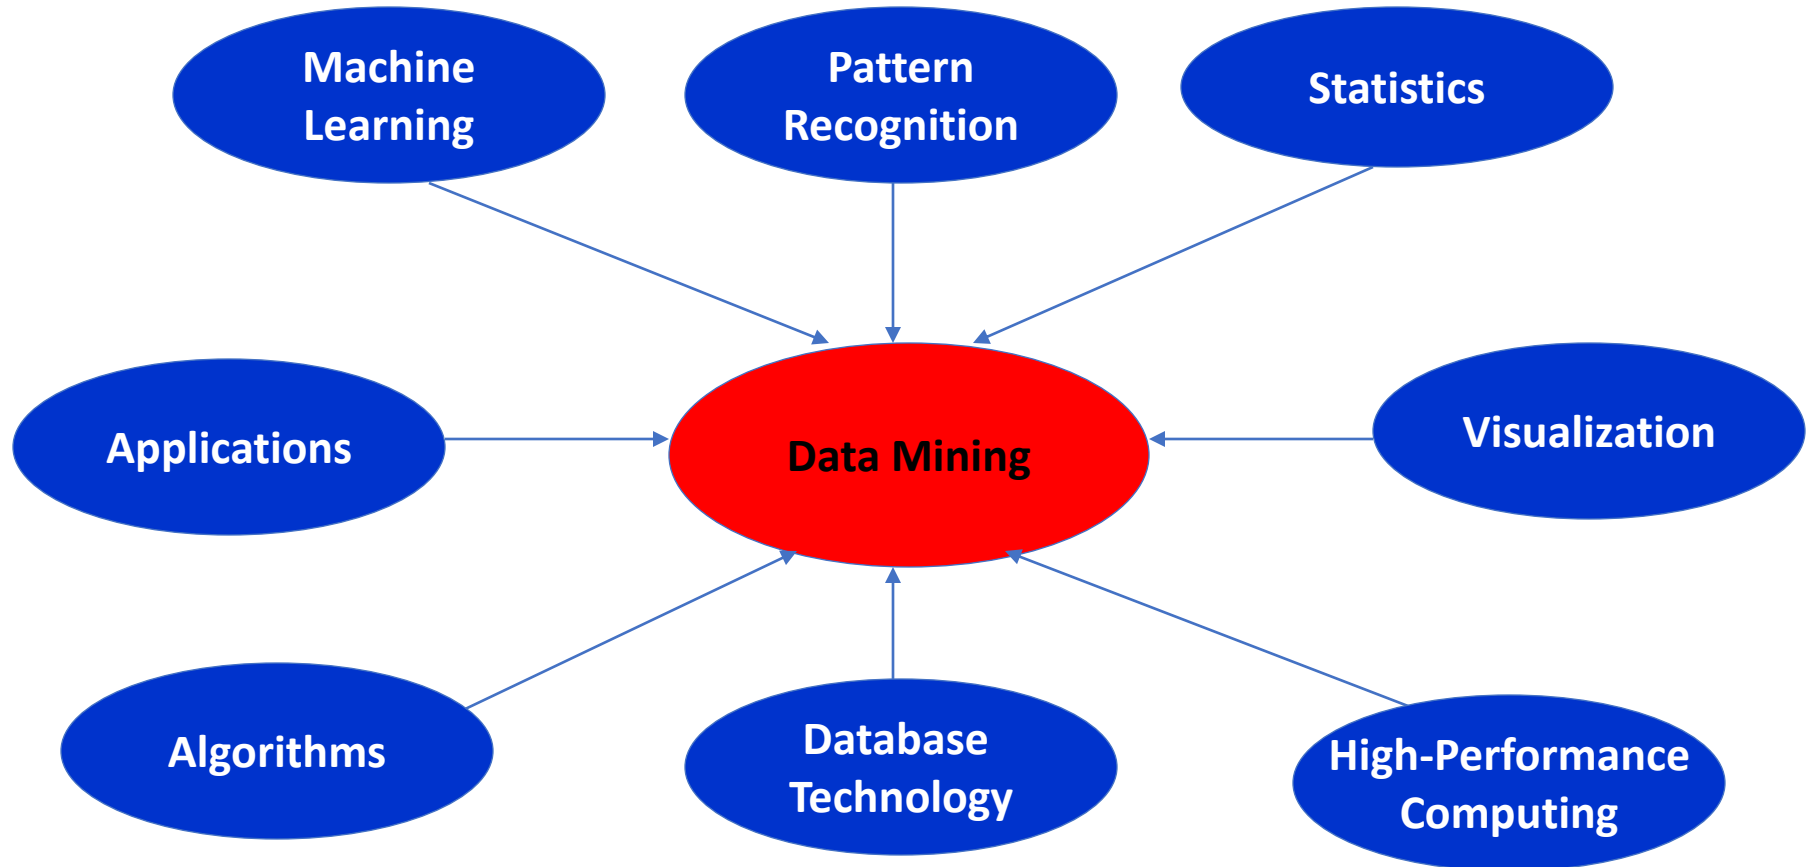 Machine
Learning
Pattern
Recognition
Statistics
Applications
Data Mining
Visualization
Algorithms
Database
Technology
High-Performance
Computing